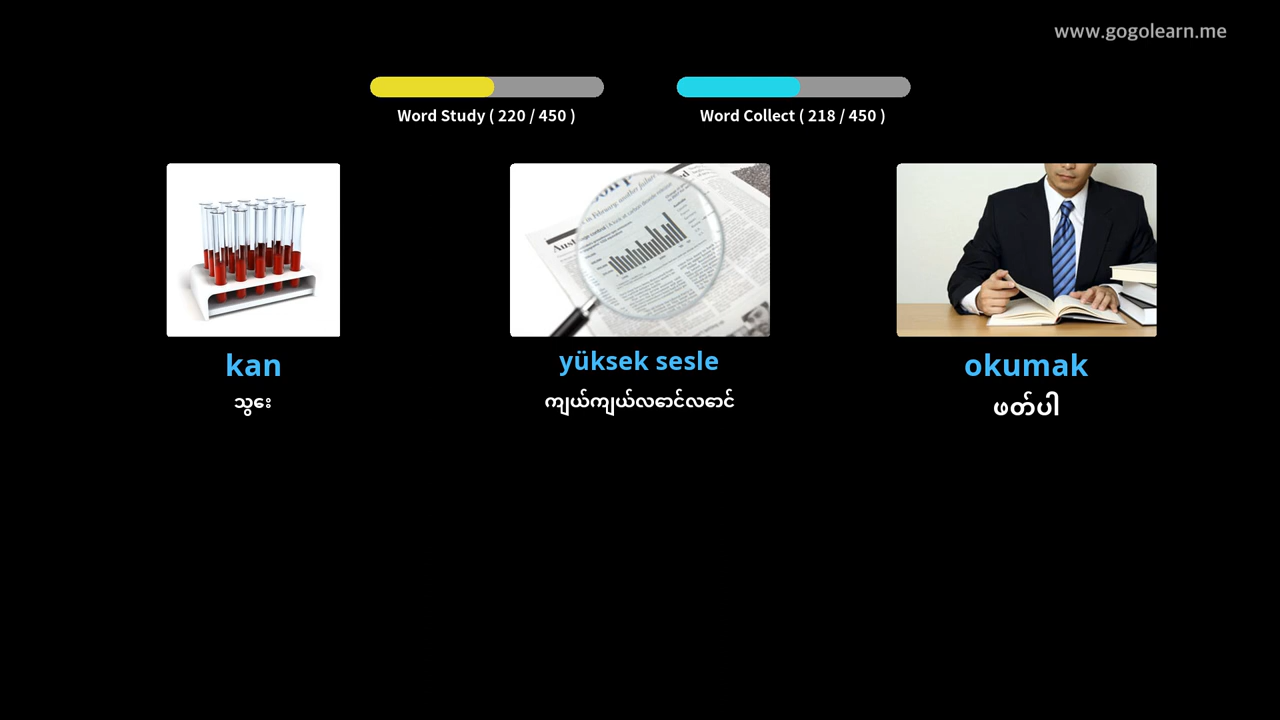 www.gogolearn.me
Word Study ( 220 / 450 )
Word Collect ( 218 / 450 )
kan
yüksek sesle
okumak
သွေး
ကျယ်ကျယ်လောင်လောင်
ဖတ်ပါ